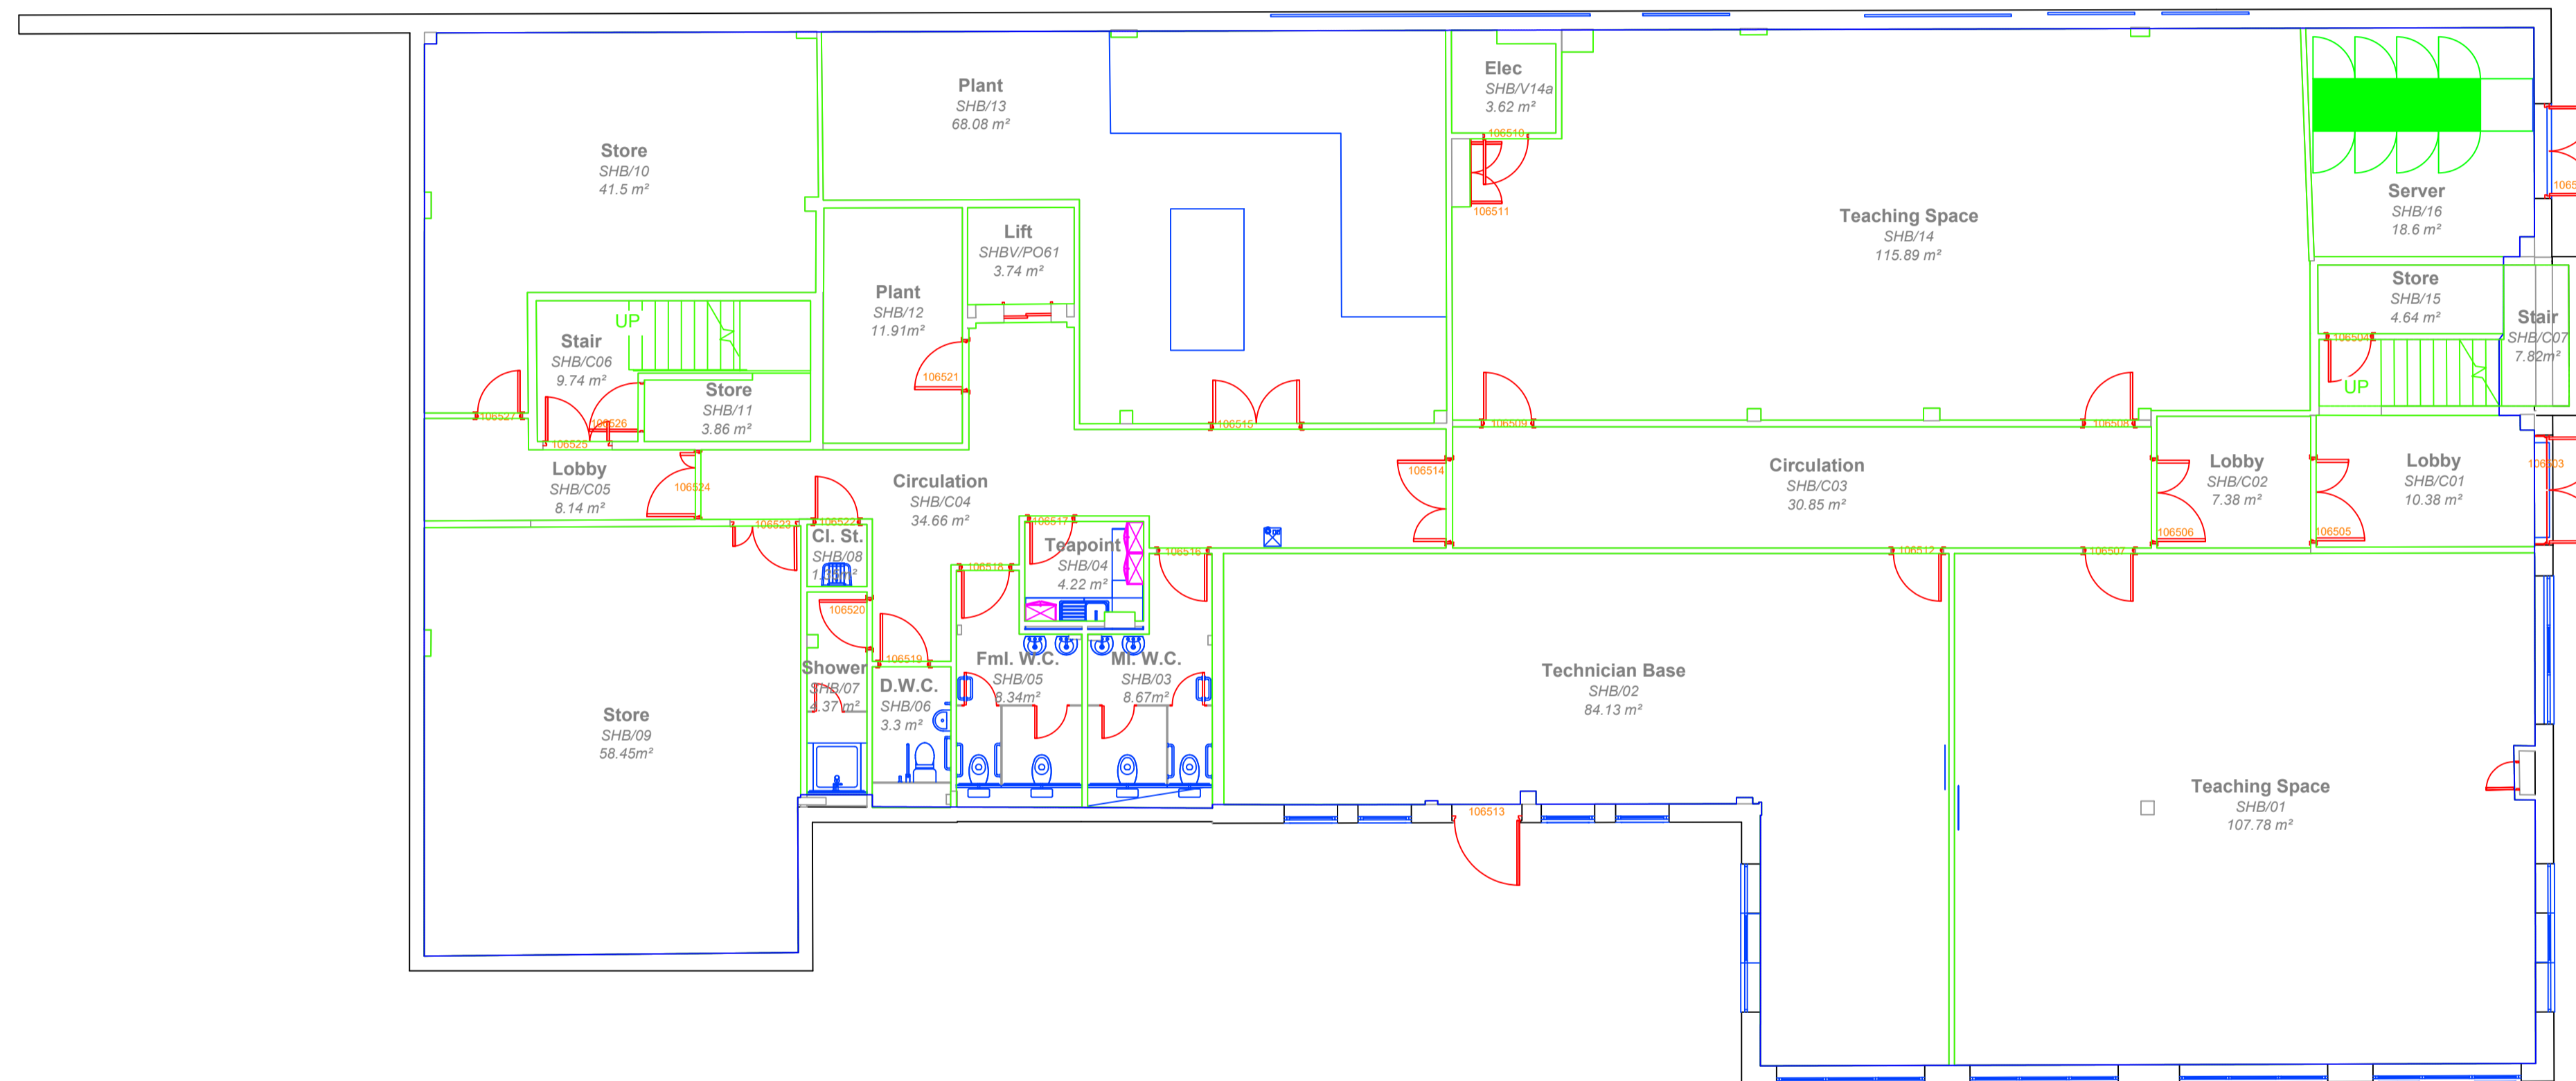 Store
SHB/10
41.5 m²
Plant
SHB/13
68.08 m²
Elec
SHB/V14a
3.62 m²
106510
106511
Teaching Space
SHB/14
115.89 m²
Server
SHB/16
18.6 m²
Lift
SHBV/PO61
3.74 m²
Plant
SHB/12
11.91m²
106521
Store
SHB/15
4.64 m²
106504
Stair
SHB/C07
7.82m²
UP
UP
Stair
SHB/C06
9.74 m²
Store
SHB/11
3.86 m²
106527
106526
106525
106515
106509
106508
Lobby
SHB/C05
8.14 m²
106524
Circulation
SHB/C04
34.66 m²
106514
Circulation
SHB/C03
30.85 m²
Lobby
SHB/C02
7.38 m²
106506
Lobby
SHB/C01
10.38 m²
106505
106503
106523
106522
106517
106516
106512
106507
Cl. St.
SHB/08
Teapoint
SHB/04
4.22 m²
106518
106520
106519
Shower
SHB/07
4.37 m²
D.W.C.
SHB/06
3.3 m²
Fml. W.C.
SHB/05
8.34m²
Ml. W.C.
SHB/03
8.67m²
Technician Base
SHB/02
84.13 m²
Store
SHB/09
58.45m²
106513
Teaching Space
SHB/01
107.78 m²